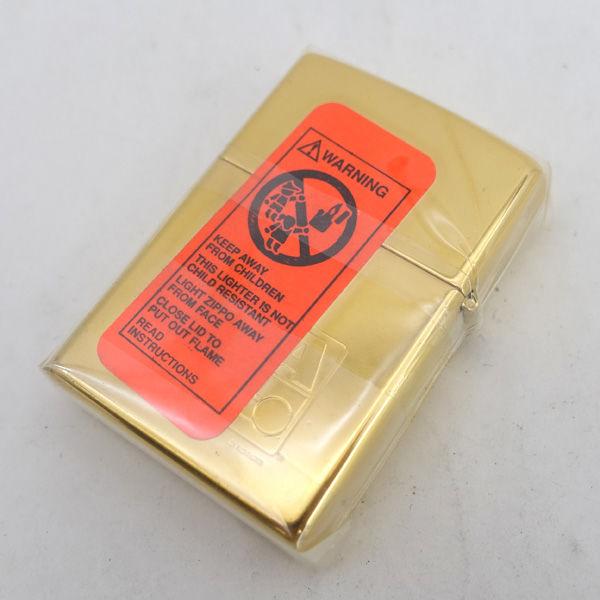 WARNING
KEEP AWAY
FROM CHILDREN
THIS LIGHTER IS NOT
CHILD RESISTANT
LIGHT ZIPPO AWAY
FROM FACE
CLOSE LID TO
PUT OUT FLAME
READ
INSTRUCTIONS